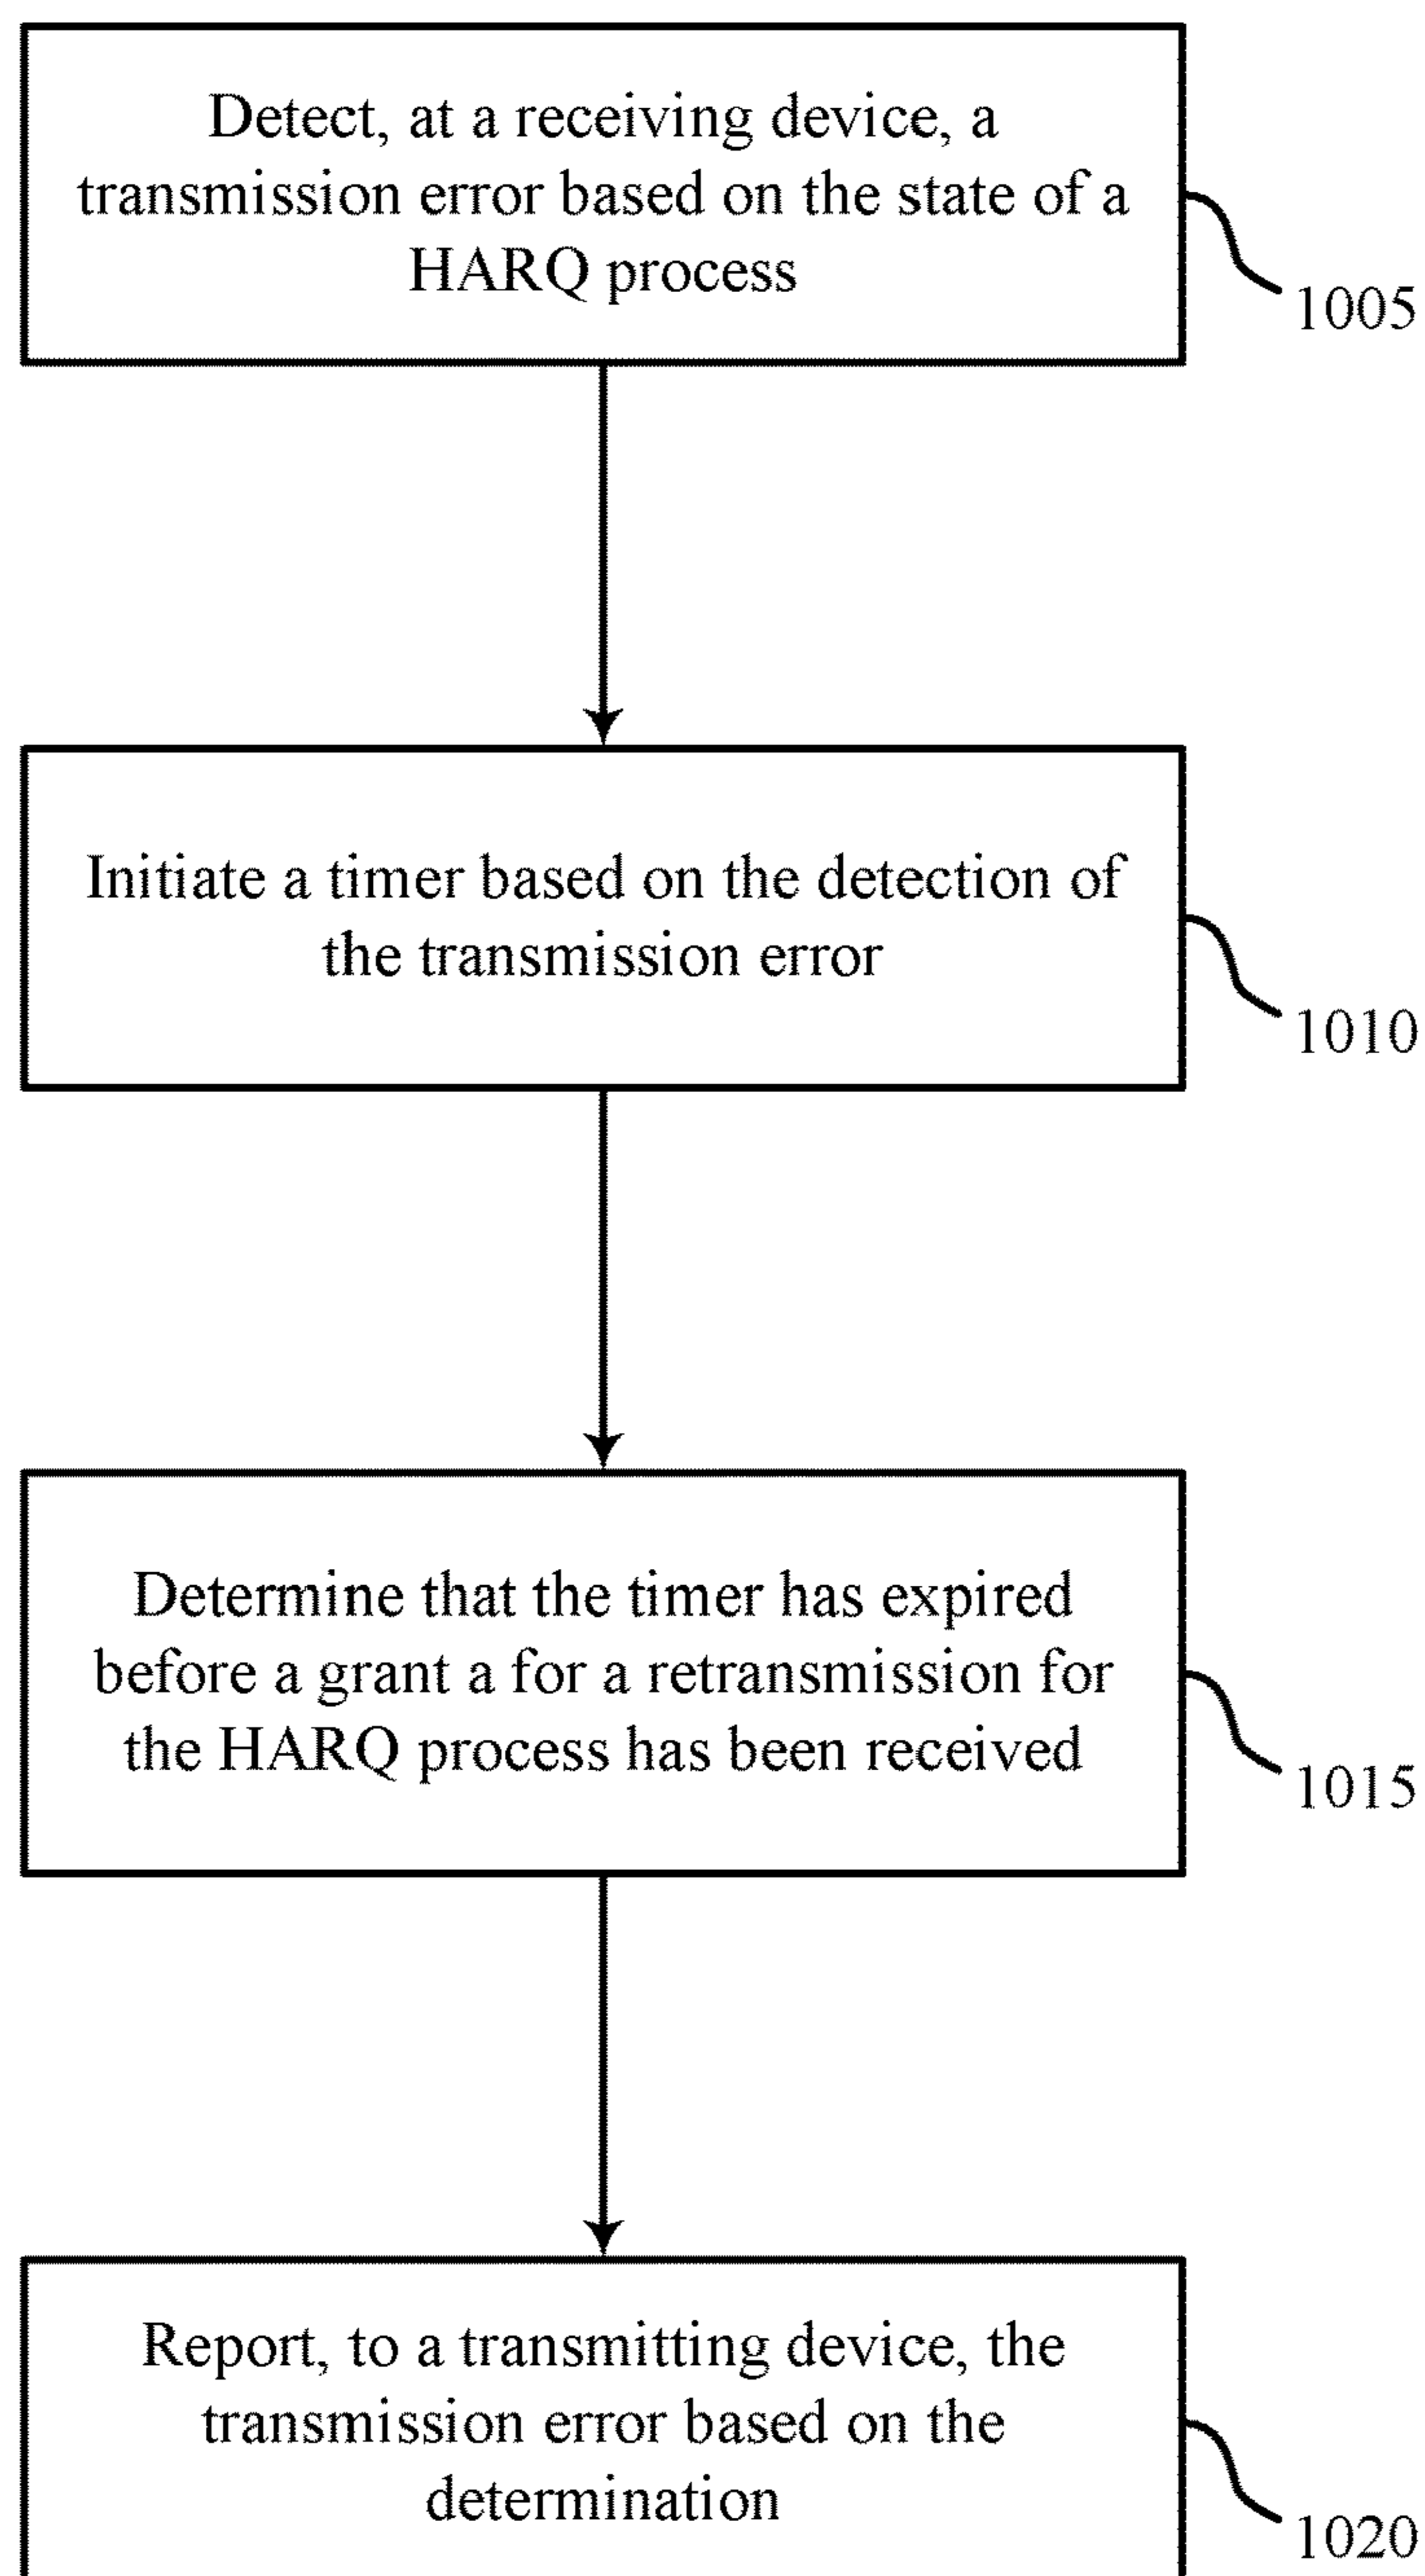 Detect, at a receiving device, a
transmission error based on the state of a
HARQ process
1005
Initiate a timer based on the detection of
the transmission error
1010
Determine that the timer has expired
before a grant a for a retransmission for
the HARQ process has been received
1015
Report, to a transmitting device, the
transmission error based on the
determination
1020